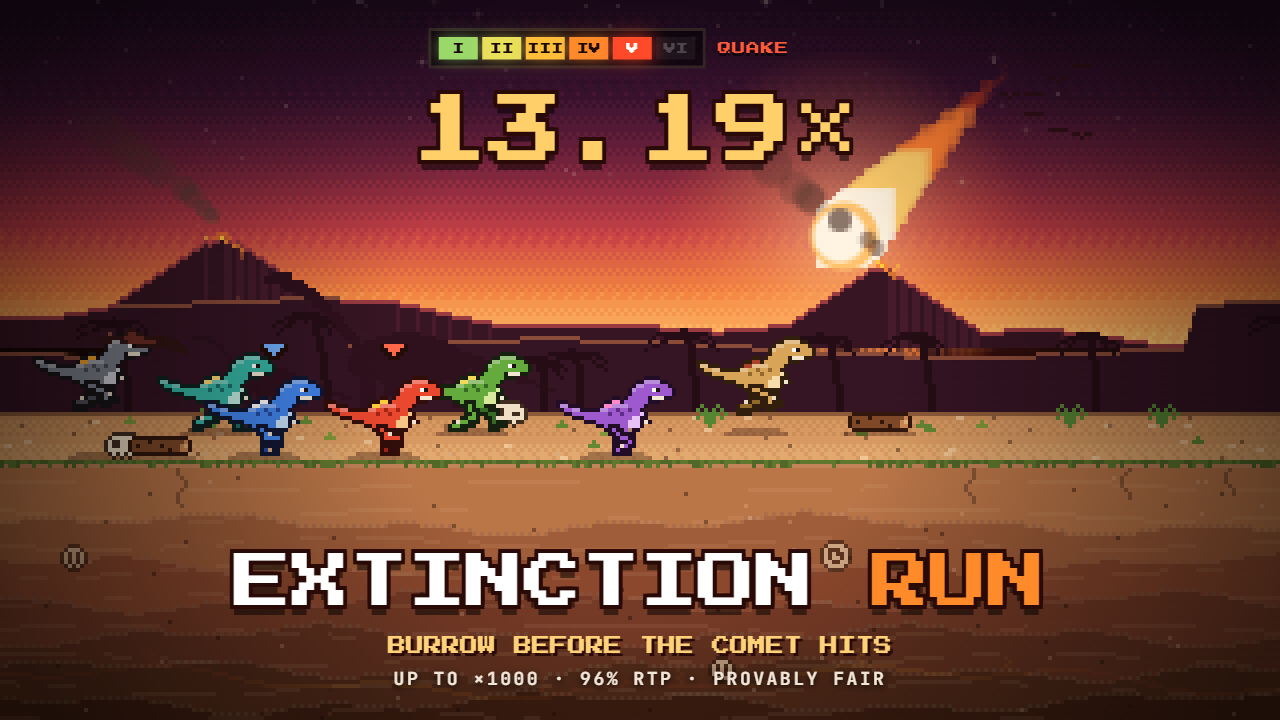 I II III IV V VI QUAKE
13.19×
EXTINCTION RUN
BURROW BEFORE THE COMET HITS
UP TO ×1000 · 96% RTP · PROVABLY FAIR